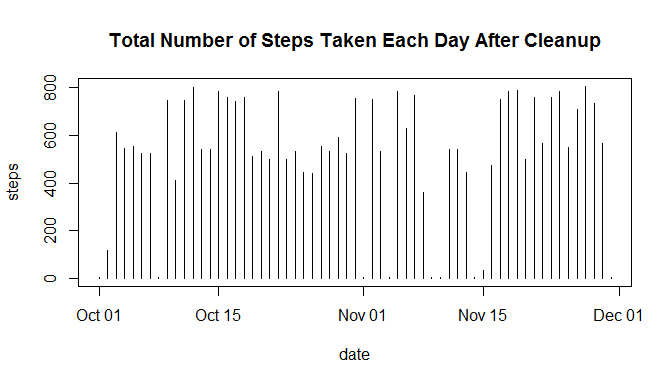 Total Number of Steps Taken Each Day After Cleanup
800
600
400
200
0
steps
Oct 01
Oct 15
Nov 01
Nov 15
Dec 01
date